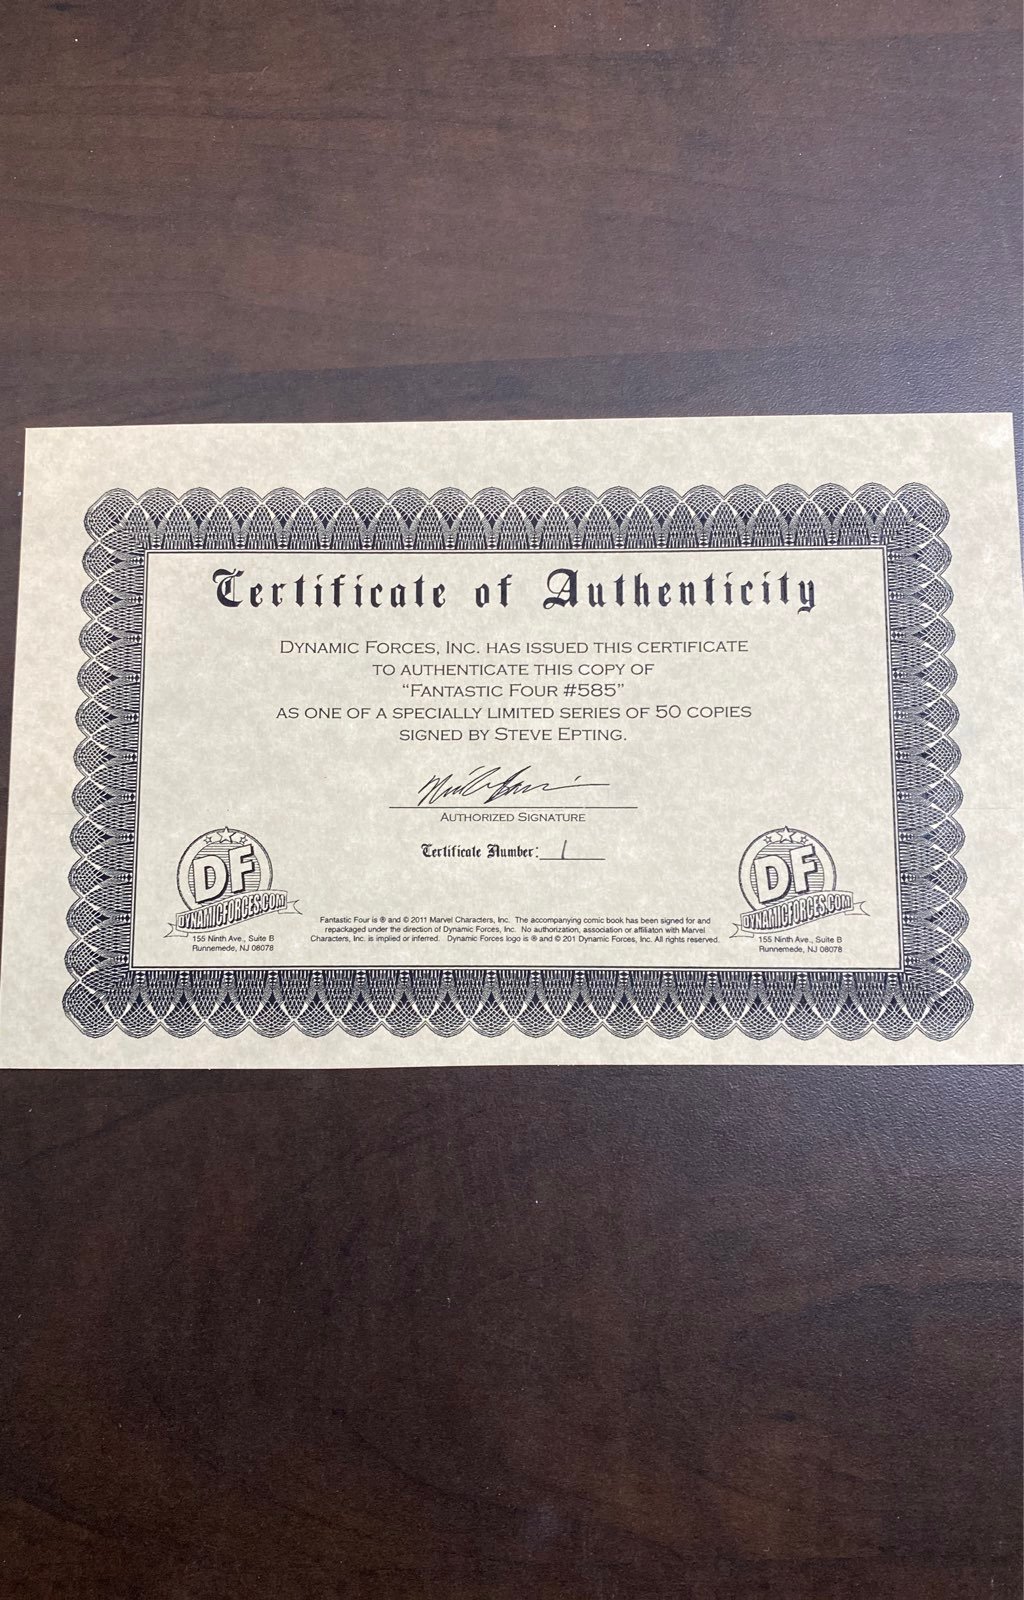 Certificate of Authenticity
DYNAMIC FORCES, INC. HAS ISSUED THIS CERTIFICATE
TO AUTHENTICATE THIS COPY OF
“FANTASTIC FOUR #585”
AS ONE OF A SPECIALLY LIMITED SERIES OF 50 COPIES
SIGNED BY STEVE EPTING.
AUTHORIZED SIGNATURE
Certificate Number: 1
DF
DYNAMICFORCES.COM
155 Ninth Ave., Suite B
Runnemede, NJ 08078
Fantastic Four is ® and © 2011 Marvel Characters, Inc. The accompanying comic book has been signed for and
repackaged under the direction of Dynamic Forces, Inc. No authorization, association or affiliaton with Marvel
Characters, Inc. is implied or inferred. Dynamic Forces logo is ® and © 201 Dynamic Forces, Inc. All rights reserved.
DF
DYNAMICFORCES.COM
155 Ninth Ave., Suite B
Runnemede, NJ 08078